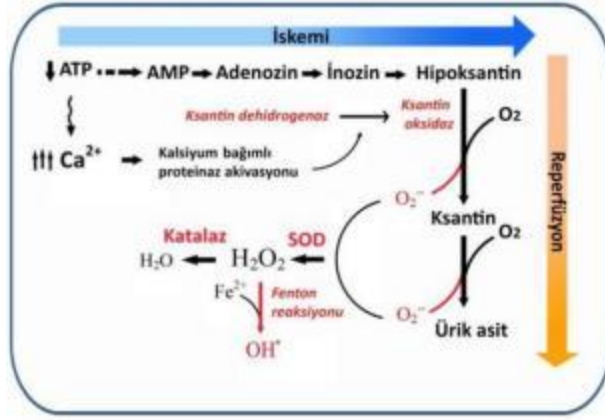 İskemi
ATP AMP Adenozin İnozin Hipoksantin
Ksantin dehidrogenaz
Ksantin
oksidaz
O₂
Ca²⁺
Kalsiyum bağımlı
proteinaz akivasyonu
Reperfüzyon
O₂⁻
Ksantin
O₂
Katalaz
SOD
H₂O H₂O₂
Fe²⁺
Fenton
reaksiyonu
O₂⁻
OH•
Ürik asit